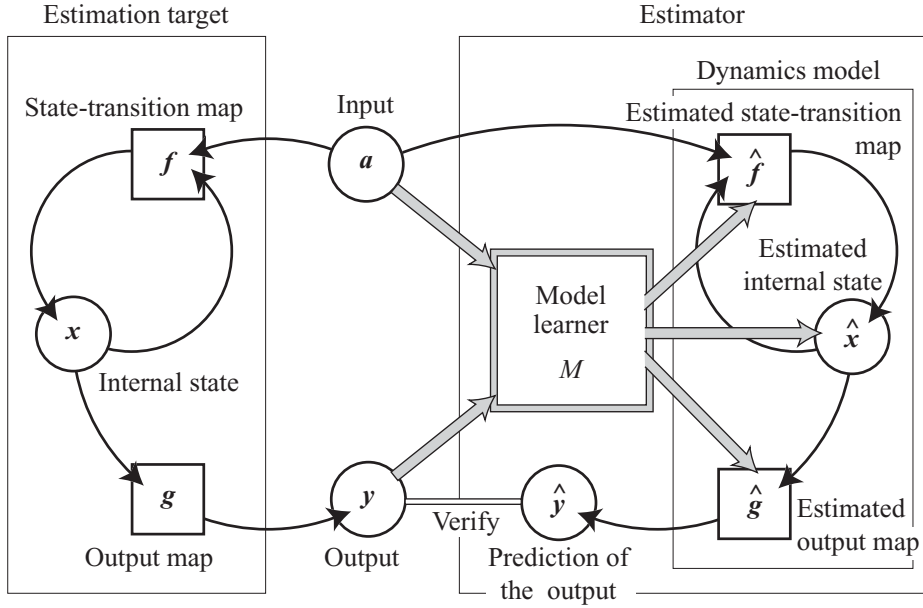 Estimation target
Estimator
Dynamics model
State-transition map
Input
Estimated state-transition
map
f
a
f̂
Estimated
internal state
Model
learner
M
x
x̂
Internal state
g
y
ŷ
ĝ
Verify
Estimated
output map
Output map
Output
Prediction of
the output